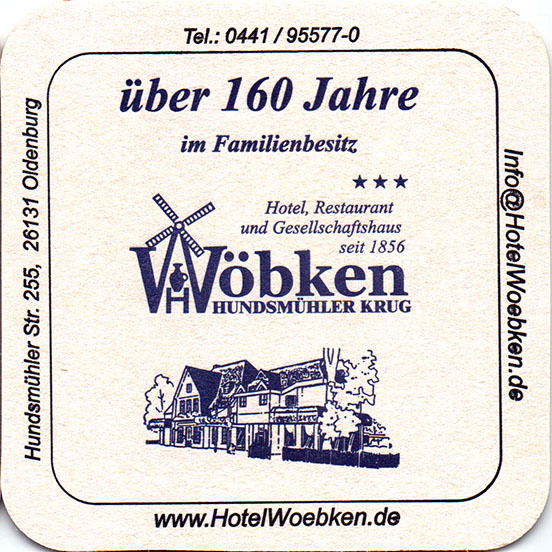 Tel.: 0441 / 95577-0
über 160 Jahre
im Familienbesitz
Hotel, Restaurant
und Gesellschaftshaus
seit 1856
Wöbken
H
HUNDSMÜHLER KRUG
Hundsmühler Str. 255, 26131 Oldenburg
Info@HotelWoebken.de
www.HotelWoebken.de